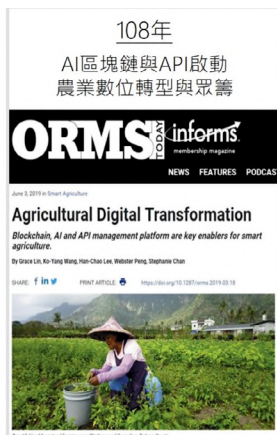 108年
AI區塊鏈與API啟動
農業數位轉型與眾籌
ORMS TODAY informs
membership magazine
NEWS FEATURES PODCAS
June 3, 2019 in Smart Agriculture
Agricultural Digital Transformation
Blockchain, AI and API management platform are key enablers for smart
agriculture.
By Grace Lin, Ko-Yang Wang, Han-Chao Lee, Webster Peng, Stephanie Chan
SHARE: f in PRINT ARTICLE: https://doi.org/10.1287/orms.2019.03.18